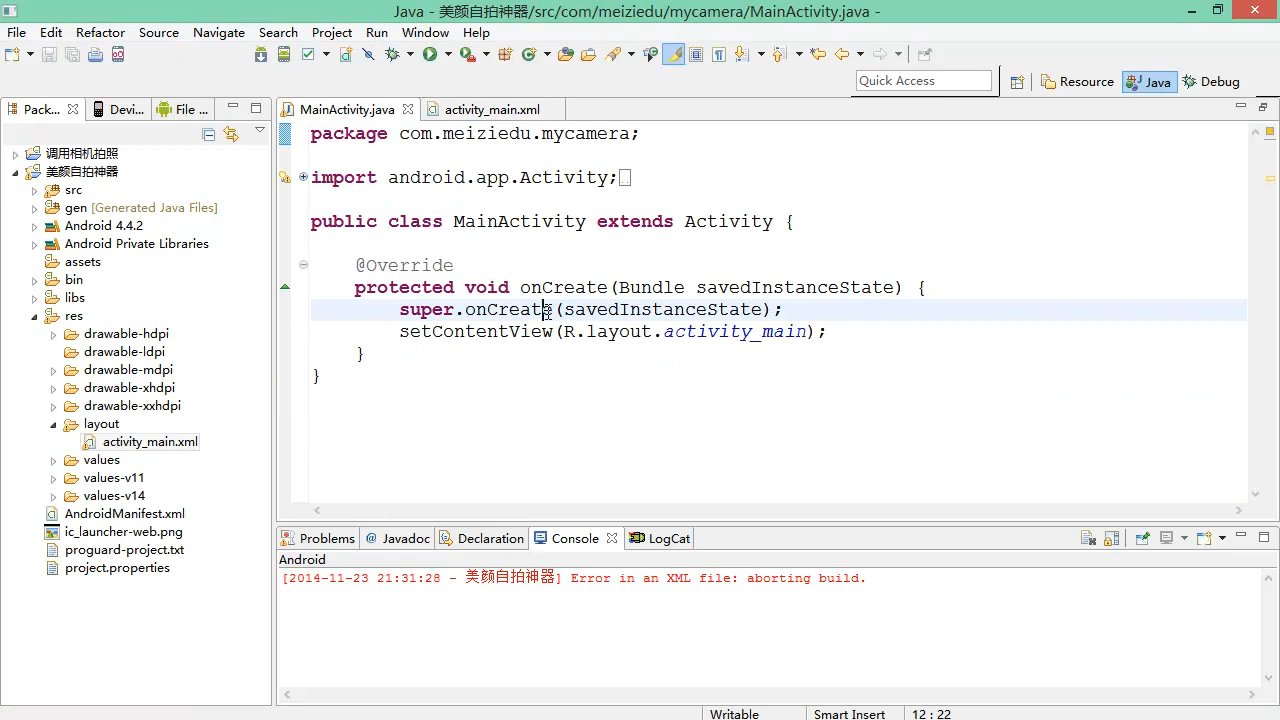 Java - 美颜自拍神器/src/com/meiziedu/mycamera/MainActivity.java -
File Edit Refactor Source Navigate Search Project Run Window Help
Quick Access
Resource Java Debug
Pack... Devi... File ...
MainActivity.java activity_main.xml
调用相机拍照
美颜自拍神器
src
gen [Generated Java Files]
Android 4.4.2
Android Private Libraries
assets
bin
libs
res
drawable-hdpi
drawable-ldpi
drawable-mdpi
drawable-xhdpi
drawable-xxhdpi
layout
activity_main.xml
values
values-v11
values-v14
AndroidManifest.xml
ic_launcher-web.png
proguard-project.txt
project.properties
package com.meiziedu.mycamera;
import android.app.Activity;
public class MainActivity extends Activity {
@Override
protected void onCreate(Bundle savedInstanceState) {
super.onCreate(savedInstanceState);
setContentView(R.layout.activity_main);
}
}
Problems Javadoc Declaration Console LogCat
Android
[2014-11-23 21:31:28 - 美颜自拍神器] Error in an XML file: aborting build.
Writable Smart Insert 12 : 22